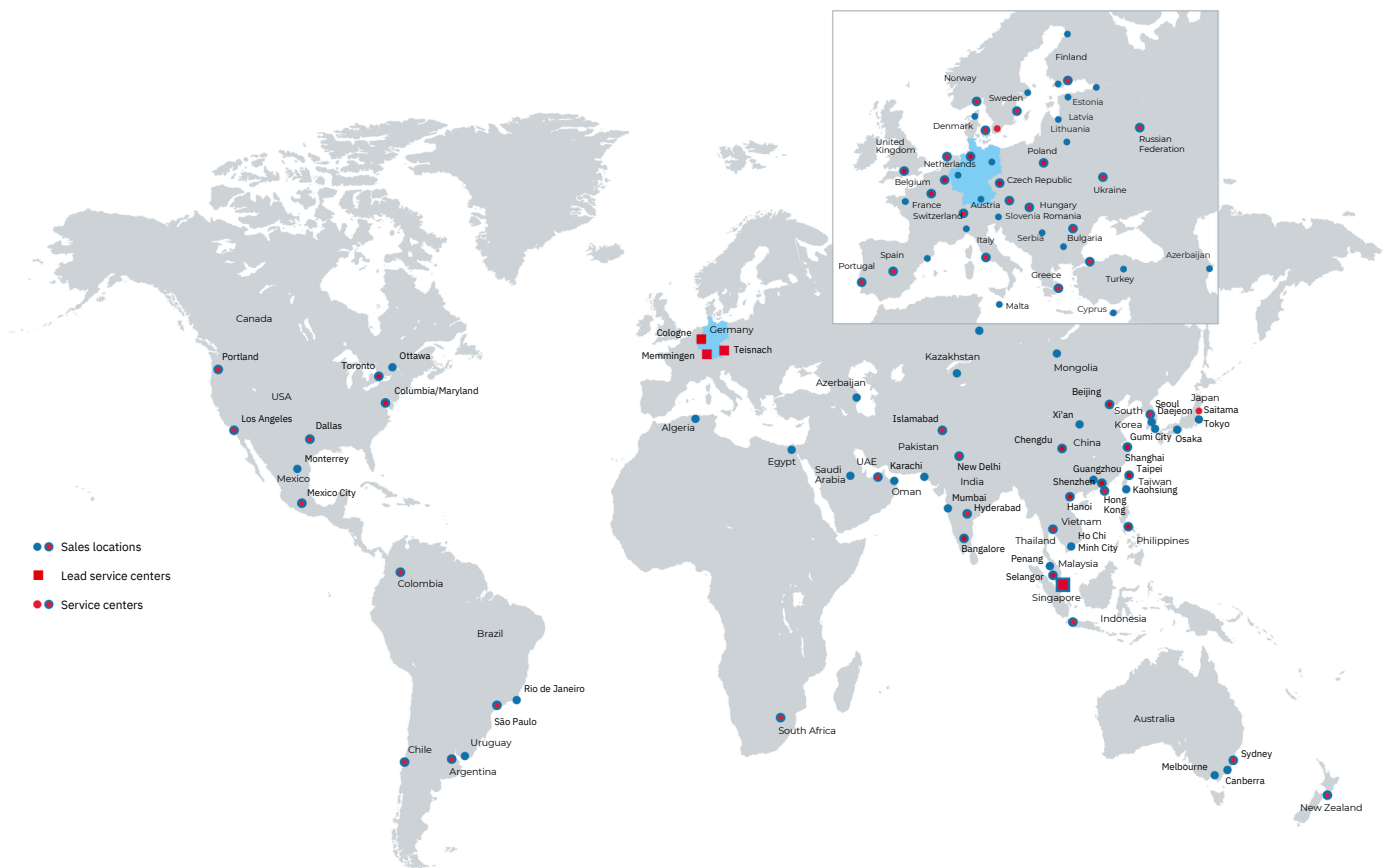 Finland
Norway
Sweden
Estonia
Denmark
Latvia
Lithuania
Russian
Federation
United
Kingdom
Poland
Netherlands
Belgium
Czech Republic
Ukraine
France
Austria
Hungary
Switzerland
Slovenia
Romania
Serbia
Bulgaria
Italy
Spain
Portugal
Azerbaijan
Greece
Turkey
Malta
Cyprus
Canada
Portland
Ottawa
Toronto
Columbia/Maryland
USA
Los Angeles
Dallas
Monterrey
Mexico
Mexico City
Cologne
Germany
Memmingen
Teisnach
Kazakhstan
Mongolia
Azerbaijan
Beijing
Japan
Seoul
South
Korea
Daejeon
Saitama
Tokyo
Algeria
Islamabad
Xi'an
Gumi City
Osaka
Pakistan
Chengdu
China
Shanghai
Egypt
Saudi
Arabia
UAE
Karachi
New Delhi
Oman
India
Guangzhou
Taipei
Shenzhen
Taiwan
Kaohsiung
Mumbai
Hanoi
Hong
Kong
Hyderabad
Vietnam
Bangalore
Thailand
Ho Chi
Minh City
Philippines
Penang
Malaysia
Selangor
Singapore
Indonesia
Sales locations
Lead service centers
Service centers
Colombia
Brazil
Rio de Janeiro
São Paulo
Uruguay
Chile
Argentina
South Africa
Australia
Sydney
Melbourne
Canberra
New Zealand